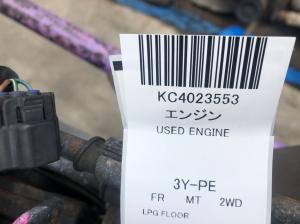 KC4023553
エンジン
USED ENGINE
3Y-PE
FR MT 2WD
LPG FLOOR